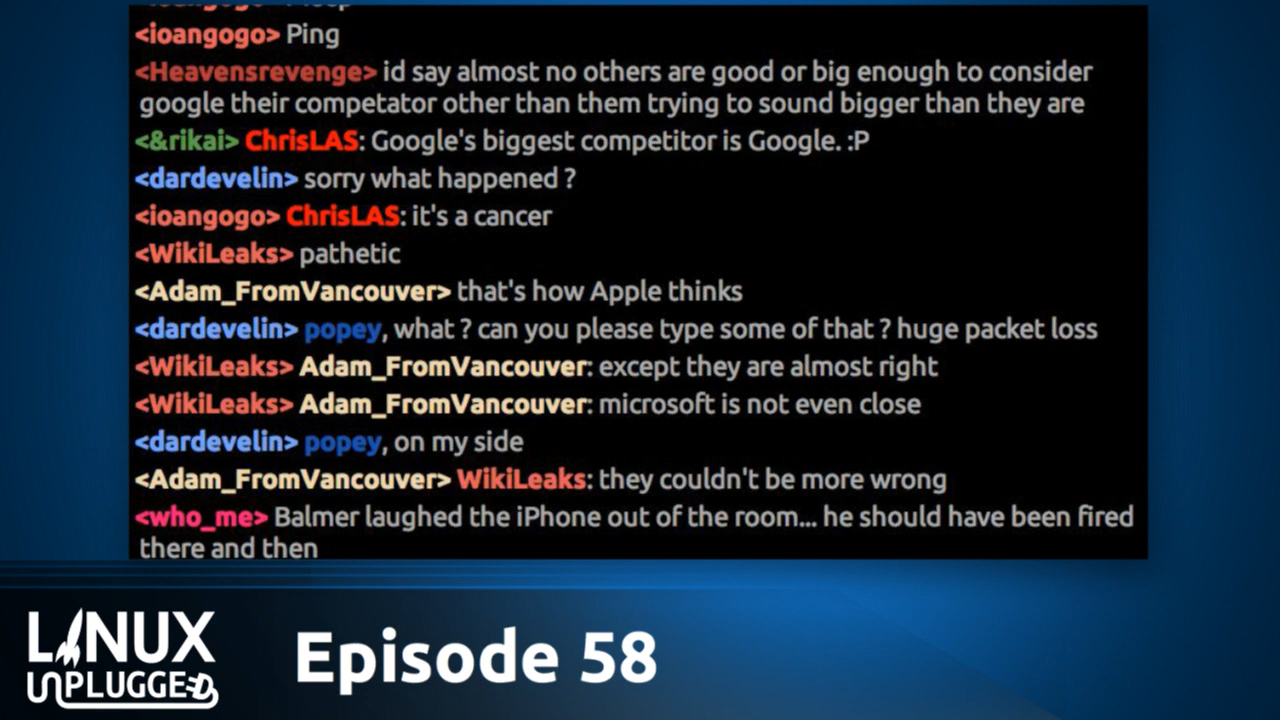 <ioangogo> Ping
<Heavensrevenge> id say almost no others are good or big enough to consider
google their competator other than them trying to sound bigger than they are
<&rikai> ChrisLAS: Google's biggest competitor is Google. :P
<dardevelin> sorry what happened ?
<ioangogo> ChrisLAS: it's a cancer
<WikiLeaks> pathetic
<Adam_FromVancouver> that's how Apple thinks
<dardevelin> popey, what ? can you please type some of that ? huge packet loss
<WikiLeaks> Adam_FromVancouver: except they are almost right
<WikiLeaks> Adam_FromVancouver: microsoft is not even close
<dardevelin> popey, on my side
<Adam_FromVancouver> WikiLeaks: they couldn't be more wrong
<who_me> Balmer laughed the iPhone out of the room... he should have been fired
there and then
LINUX
UNPLUGGED
Episode 58